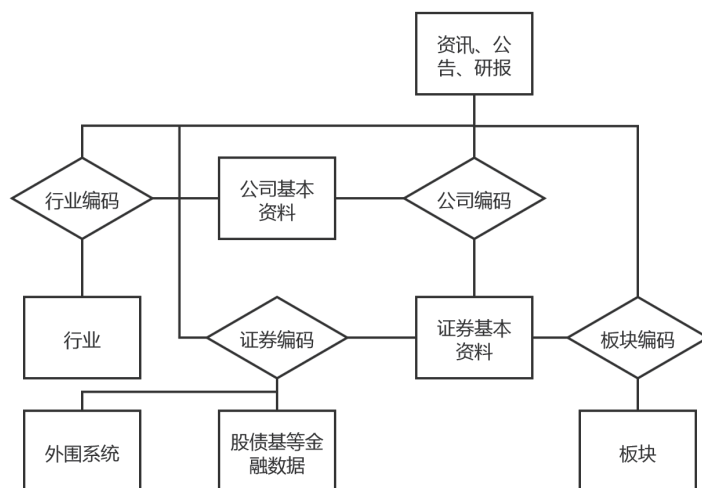 资讯、公
告、研报
行业编码
公司基本
资料
公司编码
行业
证券编码
证券基本
资料
板块编码
外围系统
股债基等金
融数据
板块